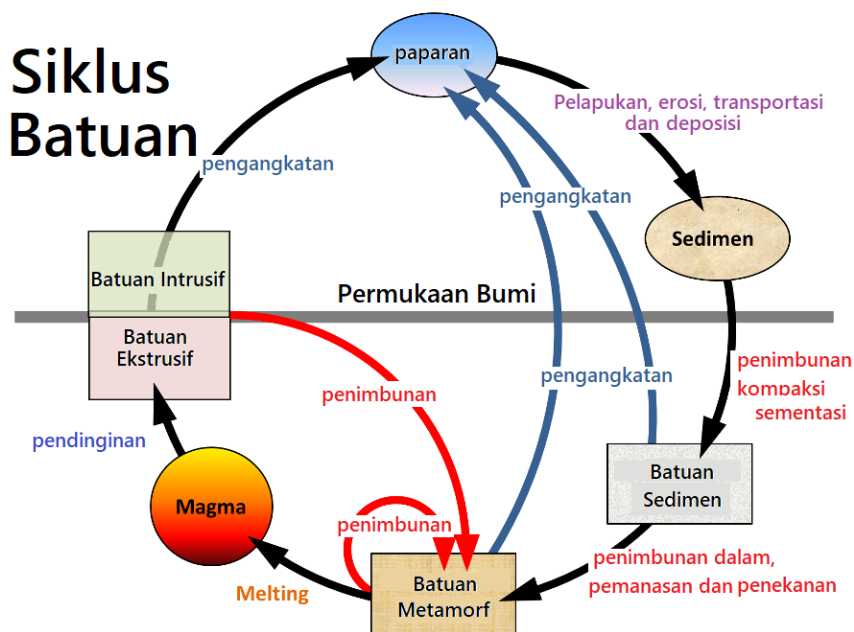 Siklus
Batuan
paparan
Pelapukan, erosi, transportasi
dan deposisi
pengangkatan
pengangkatan
Sedimen
Batuan Intrusif
Permukaan Bumi
Batuan
Ekstrusif
penimbunan
kompaksi
sementasi
pengangkatan
penimbunan
pendinginan
Batuan
Sedimen
Magma
penimbunan
penimbunan dalam,
pemanasan dan penekanan
Melting
Batuan
Metamorf